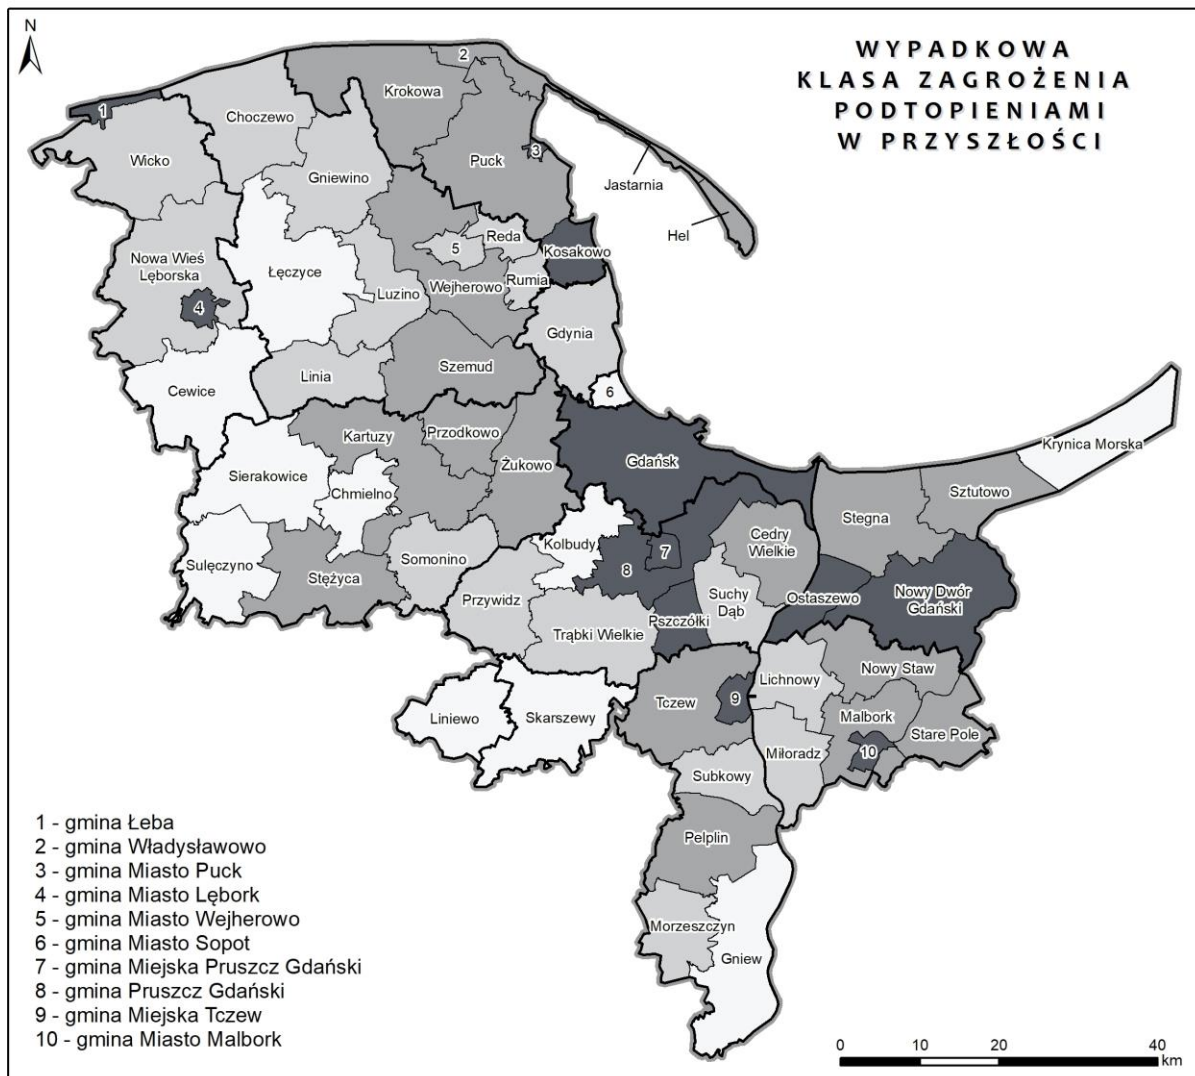 N
WYPADKOWA
KLASA ZAGROŻENIA
PODTOPIENIAMI
W PRZYSZŁOŚCI
2
Krokowa
1
Choczewo
Wicko
Puck
3
Gniewino
Jastarnia
Hel
Reda
5
Kosakowo
Nowa Wieś
Lęborska
Łęczyce
Rumia
Wejherowo
Luzino
4
Gdynia
Szemud
Linia
Cewice
6
Kartuzy
Przodkowo
Krynica Morska
Żukowo
Gdańsk
Sierakowice
Chmielno
Sztutowo
Stegna
Cedry
Wielkie
Kolbudy
7
Somonino
Sulęczyno
8
Stężyca
Nowy Dwór
Gdański
Suchy
Dąb
Ostaszewo
Przywidz
Pszczółki
Trąbki Wielkie
Nowy Staw
Lichnowy
Tczew
9
Liniewo
Skarszewy
Malbork
Stare Pole
10
Miłoradz
Subkowy
Pelplin
Morzeszczyn
Gniew
1 - gmina Łeba
2 - gmina Władysławowo
3 - gmina Miasto Puck
4 - gmina Miasto Lębork
5 - gmina Miasto Wejherowo
6 - gmina Miasto Sopot
7 - gmina Miejska Pruszcz Gdański
8 - gmina Pruszcz Gdański
9 - gmina Miejska Tczew
10 - gmina Miasto Malbork
0 10 20 40
km